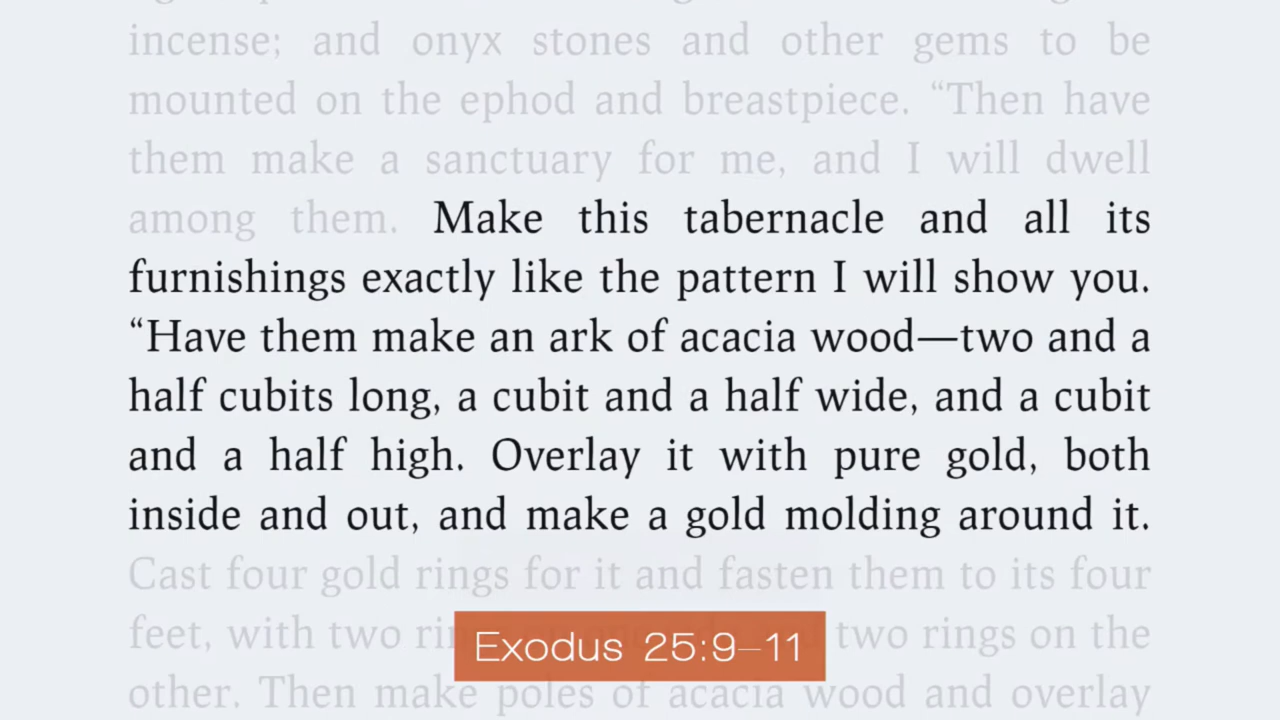 incense; and onyx stones and other gems to be
mounted on the ephod and breastpiece. “Then have
them make a sanctuary for me, and I will dwell
among them. Make this tabernacle and all its
furnishings exactly like the pattern I will show you.
“Have them make an ark of acacia wood—two and a
half cubits long, a cubit and a half wide, and a cubit
and a half high. Overlay it with pure gold, both
inside and out, and make a gold molding around it.
Cast four gold rings for it and fasten them to its four
feet, with two two rings on the
other. Then make poles of acacia wood and overlay
Exodus 25:9–11